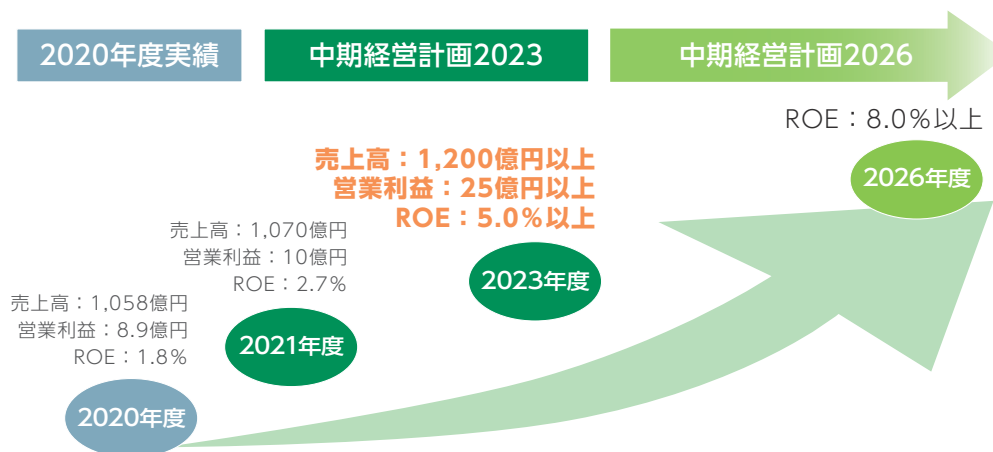 2020年度実績
中期経営計画2023
中期経営計画2026
ROE：8.0%以上
2026年度
売上高：1,200億円以上
営業利益：25億円以上
ROE：5.0%以上
2023年度
売上高：1,070億円
営業利益：10億円
ROE：2.7%
2021年度
売上高：1,058億円
営業利益：8.9億円
ROE：1.8%
2020年度